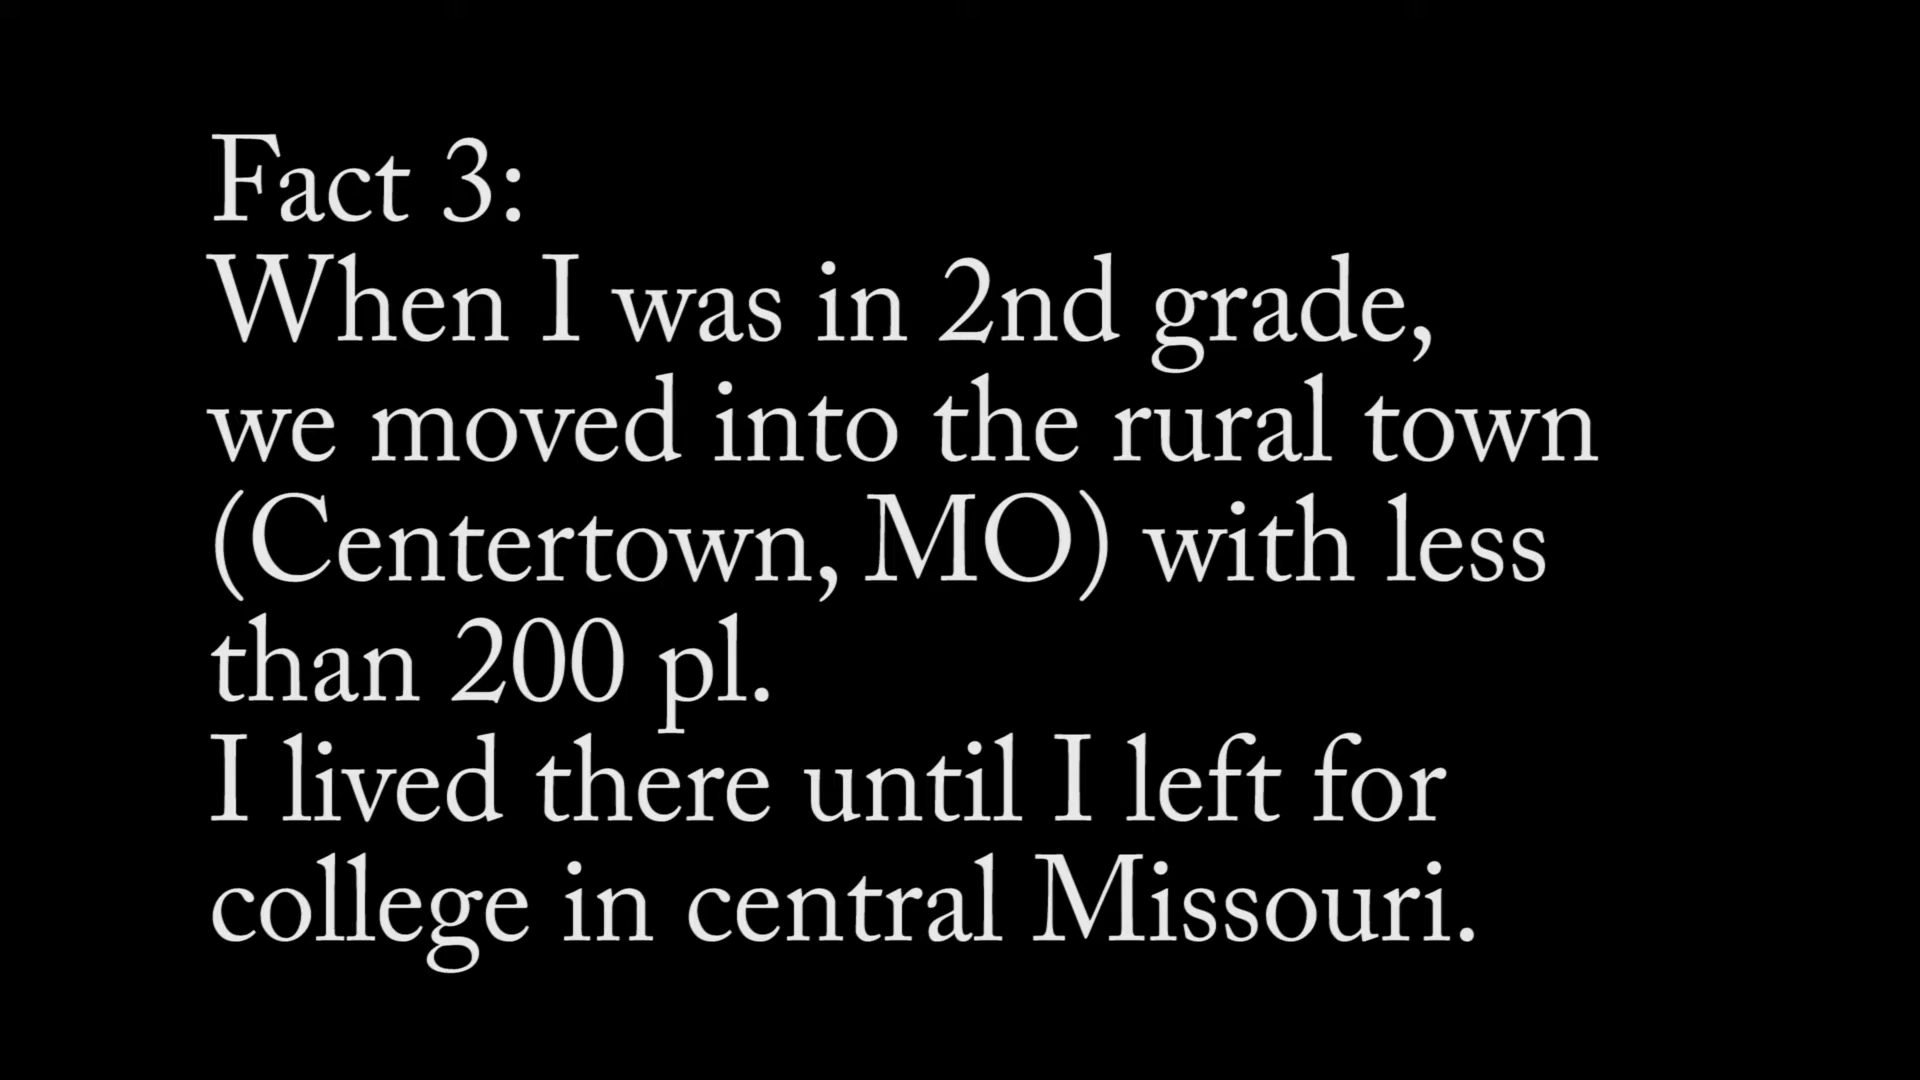 Fact 3:
When I was in 2nd grade,
we moved into the rural town
(Centertown, MO) with less
than 200 pl.
I lived there until I left for
college in central Missouri.